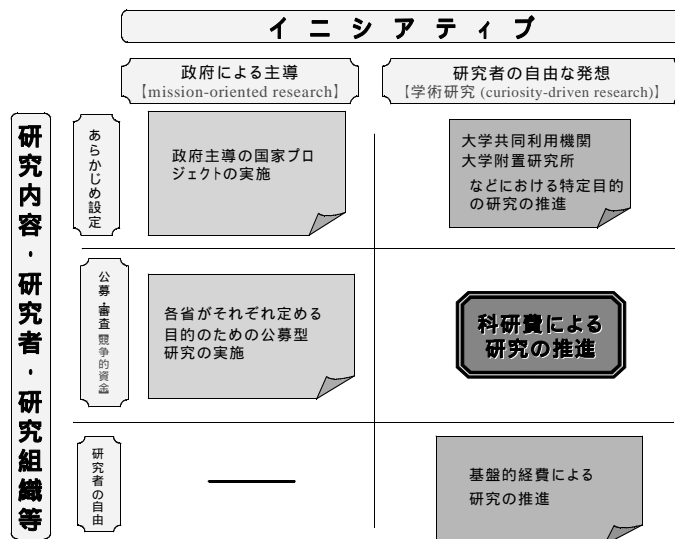 イニシアティブ
政府による主導
【mission-oriented research】
研究者の自由な発想
【学術研究 (curiosity-driven research)】
研究内容・研究者・研究組織等
あらかじめ設定
政府主導の国家プロ
ジェクトの実施
大学共同利用機関
大学附置研究所
などにおける特定目的
の研究の推進
公募・審査【競争的資金】
各省がそれぞれ定める
目的のための公募型
研究の実施
科研費による
研究の推進
研究者の自由
基盤的経費による
研究の推進